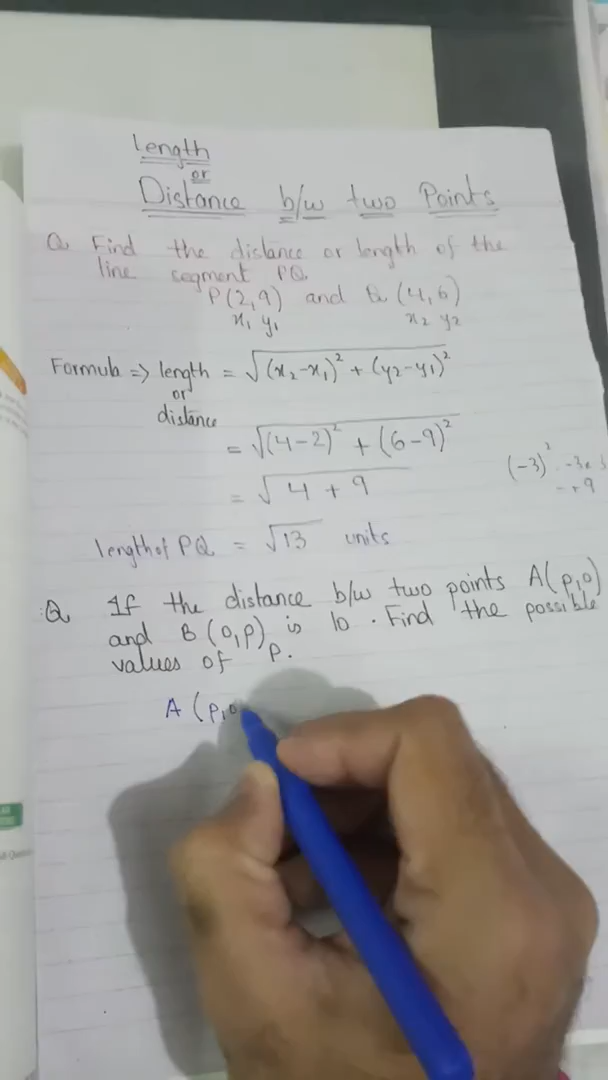 Length
or
Distance b/w two Points
Q Find the distance or length of the
line segment PQ
P(2,9) and Q (4,6)
x₁ y₁ x₂ y₂
Formula => length = √(x₂-x₁)² + (y₂-y₁)²
or
distance
= √(4-2)² + (6-9)²
(-3)² -3x
= √4 + 9
+9
length of PQ = √13 units
Q If the distance b/w two points A(p,0)
and B (0,p) is 10. Find the possible
values of p.
A (p,0